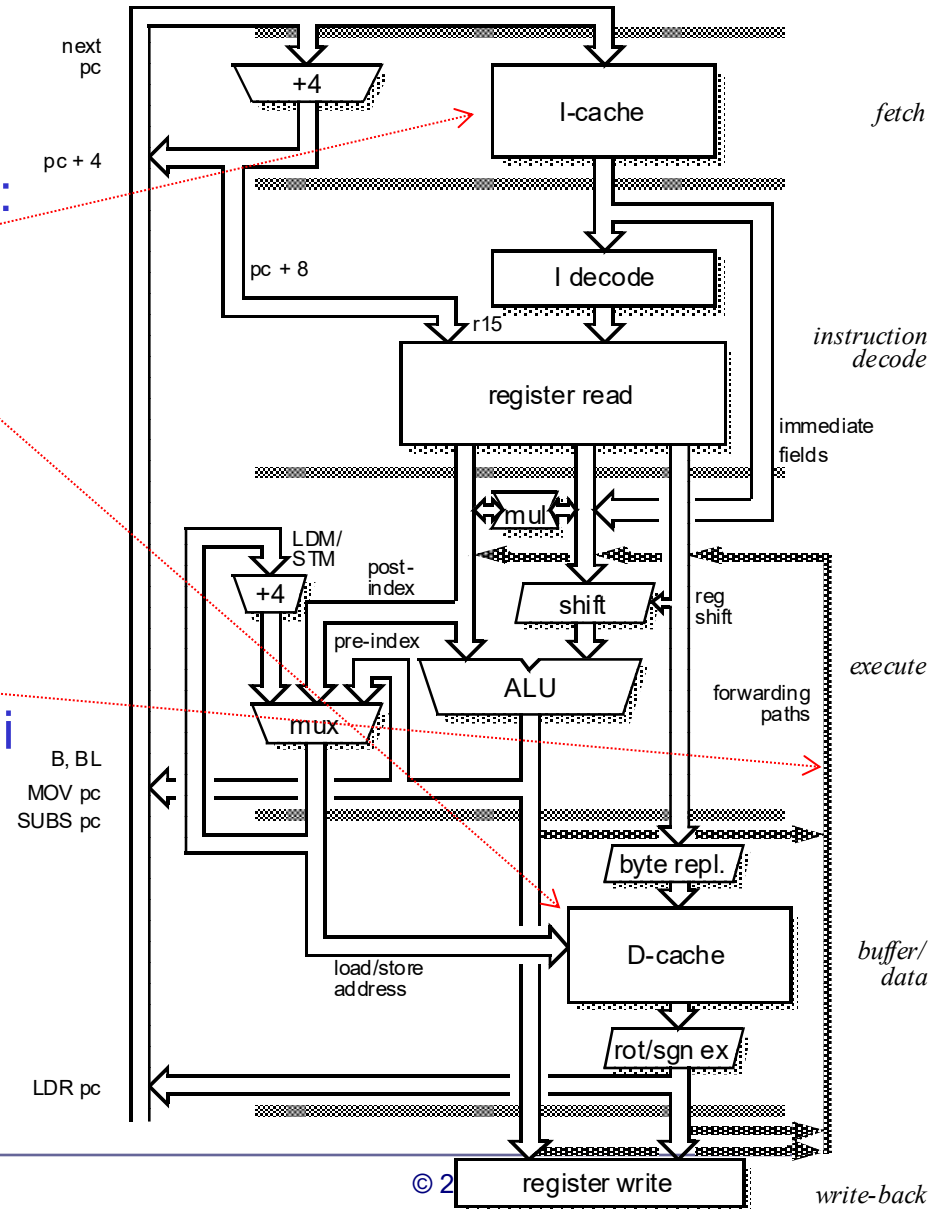 next
pc
+4
I-cache
fetch
pc + 4
:
pc + 8
I decode
r15
instruction
decode
register read
immediate
fields
mul
LDM/
STM
post-
index
+4
shift
reg
shift
pre-index
ALU
execute
forwarding
paths
mux
i
B, BL
MOV pc
SUBS pc
byte repl.
D-cache
buffer/
data
load/store
address
rot/sgn ex
LDR pc
© 2
register write
write-back